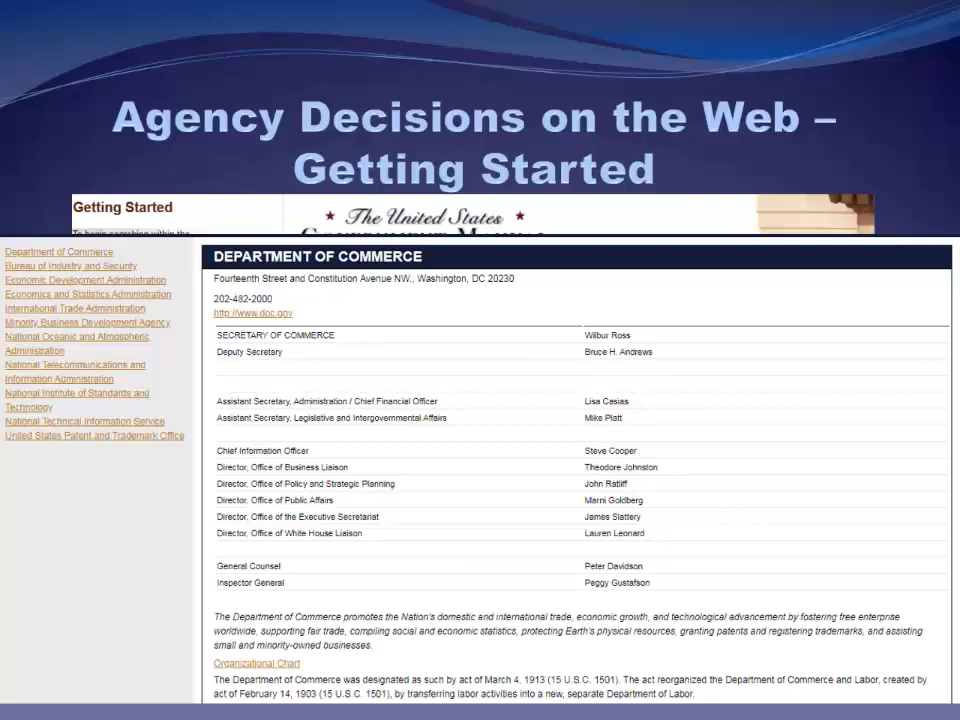 Agency Decisions on the Web –
Getting Started
Getting Started
The United States
To begin searching within the
Department of Commerce
Bureau of Industry and Security
Economic Development Administration
Economics and Statistics Administration
International Trade Administration
Minority Business Development Agency
National Oceanic and Atmospheric
Administration
National Telecommunications and
Information Administration
National Institute of Standards and
Technology
National Technical Information Service
United States Patent and Trademark Office
DEPARTMENT OF COMMERCE
Fourteenth Street and Constitution Avenue NW., Washington, DC 20230
202-482-2000
http://www.doc.gov
SECRETARY OF COMMERCE Wilbur Ross
Deputy Secretary Bruce H. Andrews
Assistant Secretary, Administration / Chief Financial Officer Lisa Casias
Assistant Secretary, Legislative and Intergovernmental Affairs Mike Platt
Chief Information Officer Steve Cooper
Director, Office of Business Liaison Theodore Johnston
Director, Office of Policy and Strategic Planning John Ratliff
Director, Office of Public Affairs Marni Goldberg
Director, Office of the Executive Secretariat James Slattery
Director, Office of White House Liaison Lauren Leonard
General Counsel Peter Davidson
Inspector General Peggy Gustafson
The Department of Commerce promotes the Nation's domestic and international trade, economic growth, and technological advancement by fostering free enterprise
worldwide, supporting fair trade, compiling social and economic statistics, protecting Earth's physical resources, granting patents and registering trademarks, and assisting
small and minority-owned businesses.
Organizational Chart
The Department of Commerce was designated as such by act of March 4, 1913 (15 U.S.C. 1501). The act reorganized the Department of Commerce and Labor, created by
act of February 14, 1903 (15 U.S.C. 1501), by transferring labor activities into a new, separate Department of Labor.